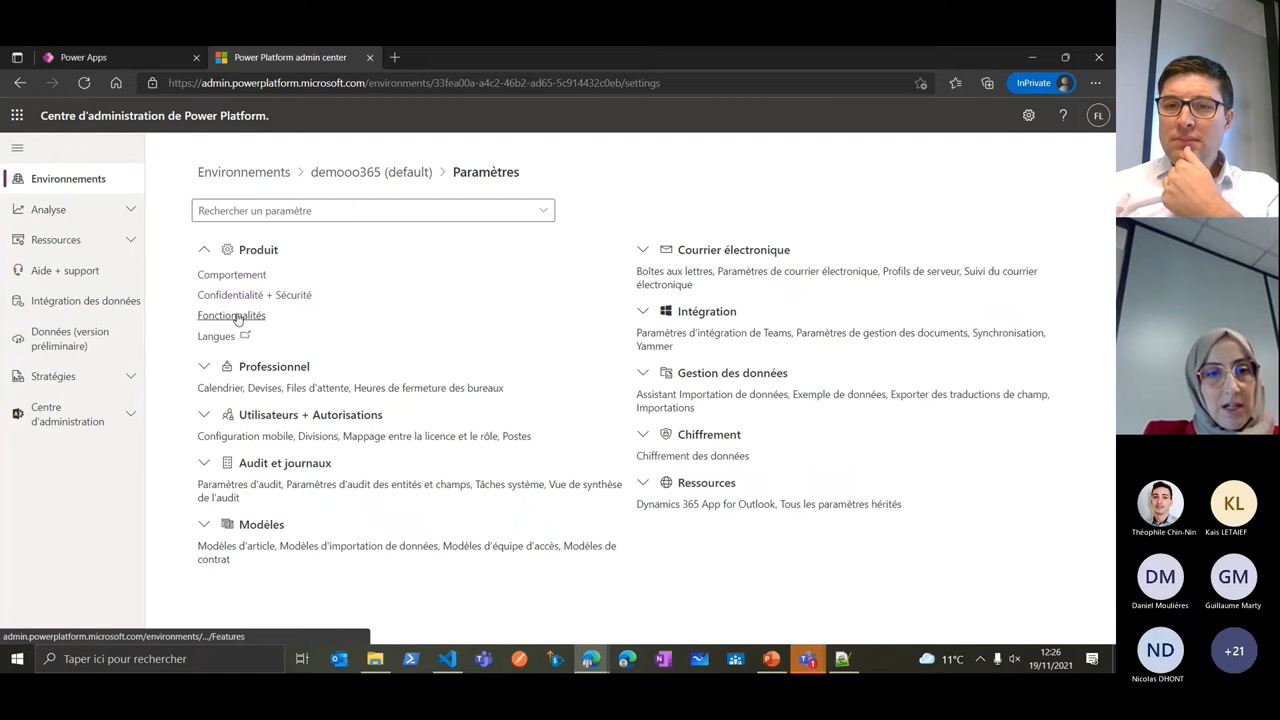 Power Apps
Power Platform admin center
https://admin.powerplatform.microsoft.com/environments/33fea00a-a4c2-46b2-ad65-5c914432c0eb/settings
InPrivate
Centre d'administration de Power Platform.
FL
Environnements
Analyse
Ressources
Aide + support
Intégration des données
Données (version
préliminaire)
Stratégies
Centre
d'administration
Environnements > demooo365 (default) > Paramètres
Rechercher un paramètre
Produit
Comportement
Confidentialité + Sécurité
Fonctionnalités
Langues
Professionnel
Calendrier, Devises, Files d'attente, Heures de fermeture des bureaux
Utilisateurs + Autorisations
Configuration mobile, Divisions, Mappage entre la licence et le rôle, Postes
Audit et journaux
Paramètres d'audit, Paramètres d'audit des entités et champs, Tâches système, Vue de synthèse
de l'audit
Modèles
Modèles d'article, Modèles d'importation de données, Modèles d'équipe d'accès, Modèles de
contrat
Courrier électronique
Boîtes aux lettres, Paramètres de courrier électronique, Profils de serveur, Suivi du courrier
électronique
Intégration
Paramètres d'intégration de Teams, Paramètres de gestion des documents, Synchronisation,
Yammer
Gestion des données
Assistant Importation de données, Exemple de données, Exporter des traductions de champ,
Importations
Chiffrement
Chiffrement des données
Ressources
Dynamics 365 App for Outlook, Tous les paramètres hérités
admin.powerplatform.microsoft.com/environments/.../Features
Taper ici pour rechercher
11°C
12:26
19/11/2021
Théophile Chin-Nin
KL
Kais LETAIEF
DM
Daniel Moulières
GM
Guillaume Marty
ND
Nicolas DHONT
+21